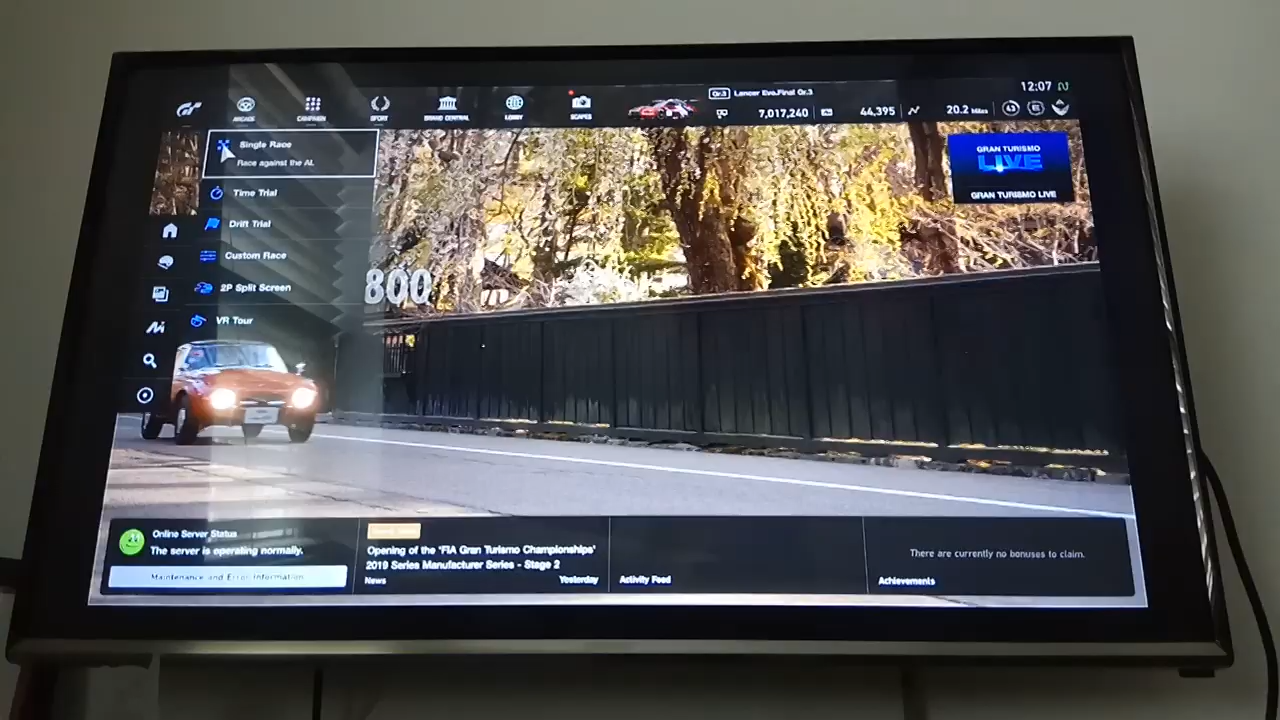 12:07
Gr.3 Lancer Evo.Final Gr.3
ARCADE CAMPAIGN SPORT BRAND CENTRAL LOBBY SCAPES
7,017,240 44,395 20.2 Miles
Single Race
Race against the AI.
Time Trial
Drift Trial
Custom Race
2P Split Screen
VR Tour
GRAN TURISMO
LIVE
GRAN TURISMO LIVE
800
Online Server Status
The server is operating normally.
Maintenance and Error Information
Opening of the 'FIA Gran Turismo Championships'
2019 Series Manufacturer Series - Stage 2
News Yesterday
Activity Feed
There are currently no bonuses to claim.
Achievements